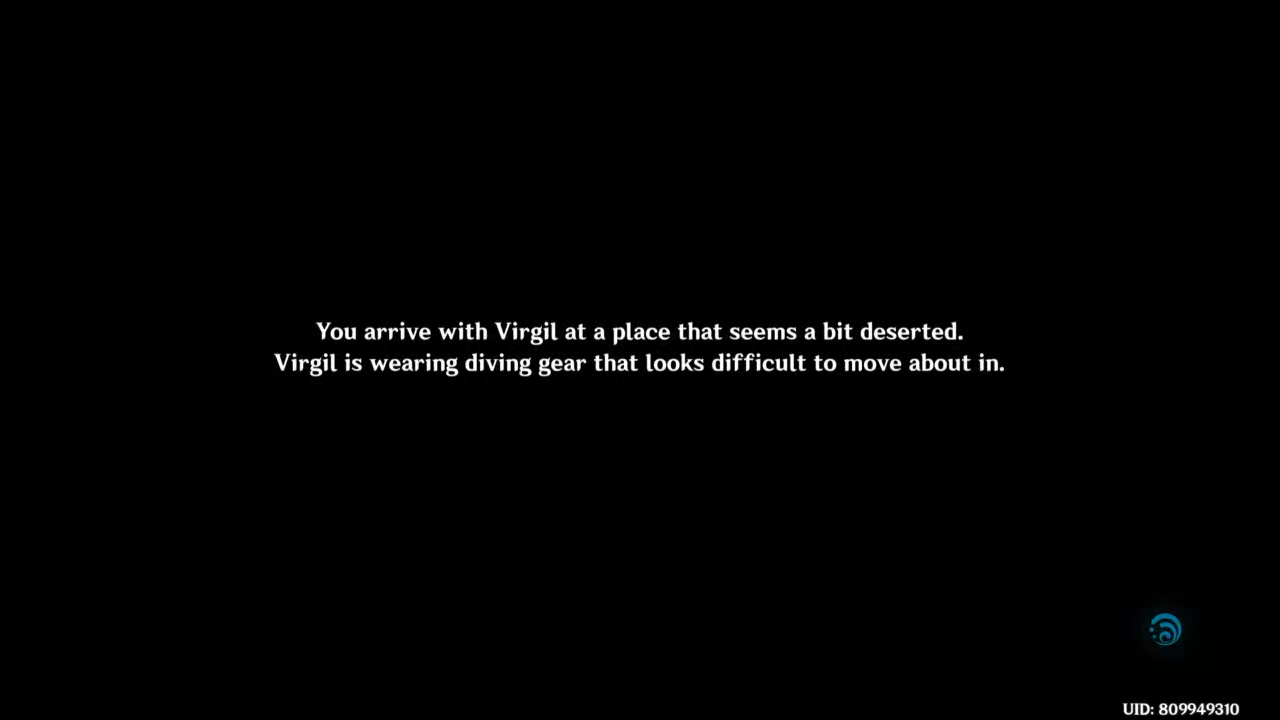 You arrive with Virgil at a place that seems a bit deserted.
Virgil is wearing diving gear that looks difficult to move about in.
UID: 809949310